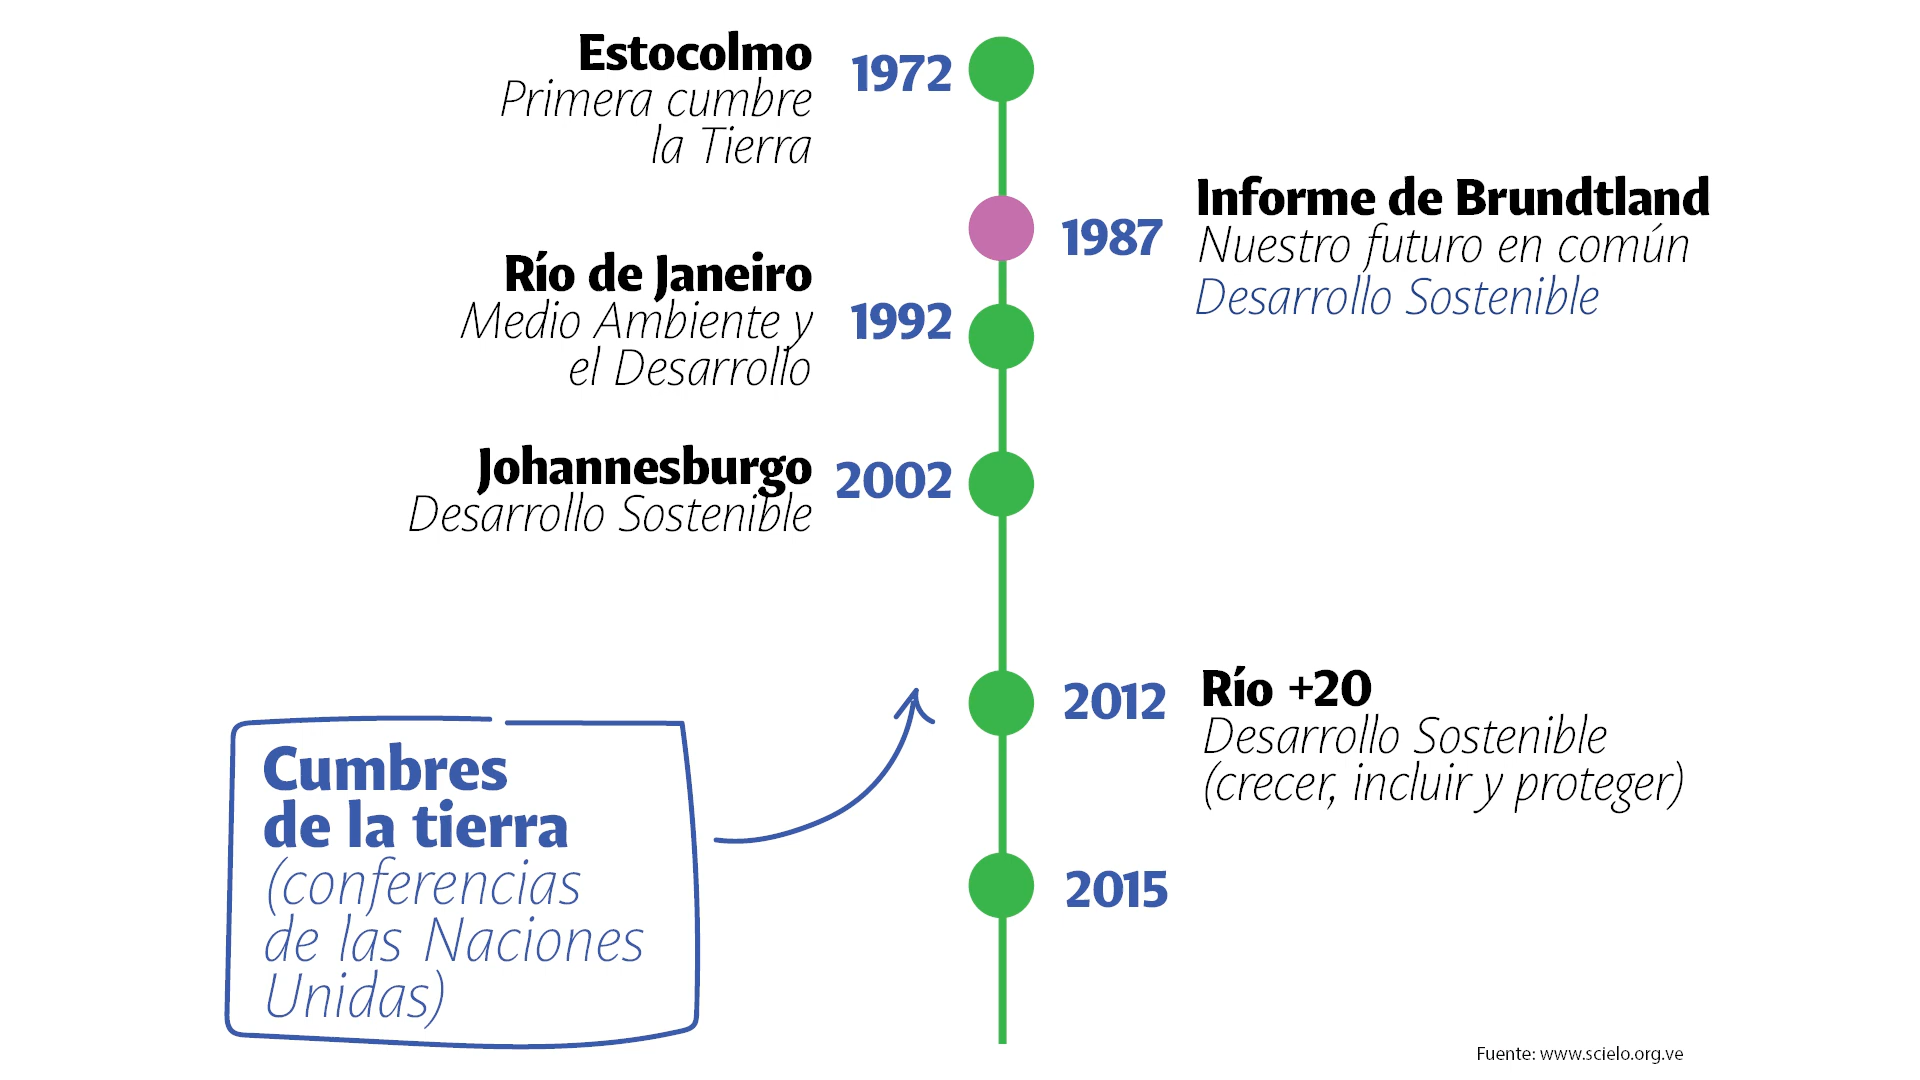 Estocolmo
Primera cumbre
la Tierra
1972
1987
Informe de Brundtland
Nuestro futuro en común
Desarrollo Sostenible
Río de Janeiro
Medio Ambiente y
el Desarrollo
1992
Johannesburgo
Desarrollo Sostenible
2002
2012
Río +20
Desarrollo Sostenible
(crecer, incluir y proteger)
Cumbres
de la tierra
(conferencias
de las Naciones
Unidas)
2015
Fuente: www.scielo.org.ve